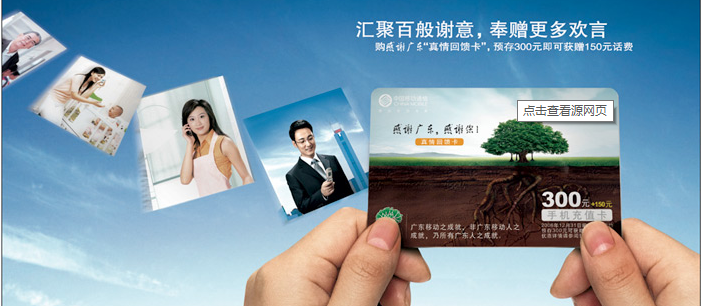 汇聚百般谢意，奉赠更多欢言
购感谢广东“真情回馈卡”，预存300元即可获赠150元话费
点击查看源网页
感谢广东，感谢您！
真情回馈卡
300元+150元
手机充值卡
广东移动之成就，非广东移动人之
成就，乃所有广东人之成就.